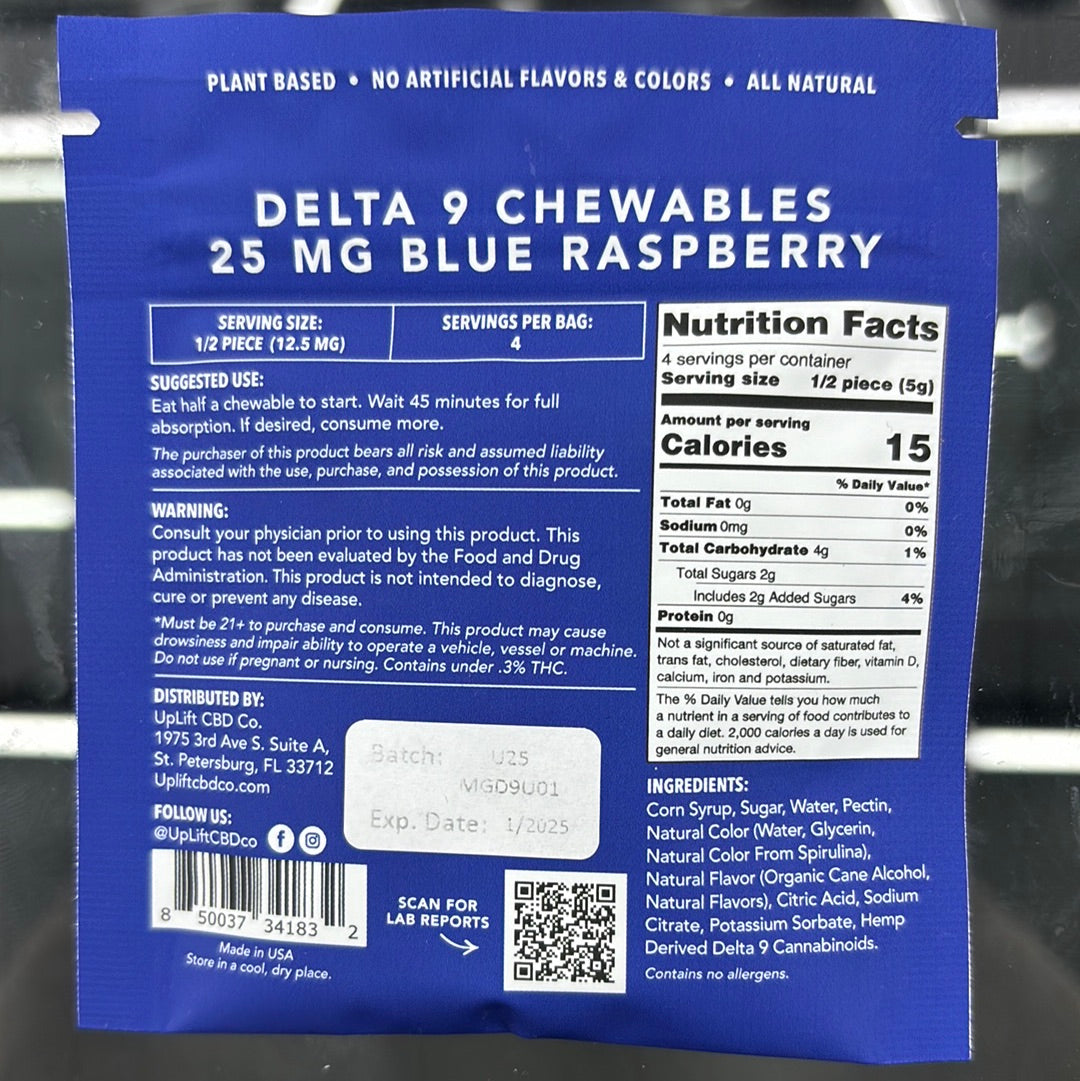 PLANT BASED • NO ARTIFICIAL FLAVORS & COLORS • ALL NATURAL
DELTA 9 CHEWABLES
25 MG BLUE RASPBERRY
SERVING SIZE:
1/2 PIECE (12.5 MG)
SERVINGS PER BAG:
4
SUGGESTED USE:
Eat half a chewable to start. Wait 45 minutes for full
absorption. If desired, consume more.
The purchaser of this product bears all risk and assumed liability
associated with the use, purchase, and possession of this product.
WARNING:
Consult your physician prior to using this product. This
product has not been evaluated by the Food and Drug
Administration. This product is not intended to diagnose,
cure or prevent any disease.
*Must be 21+ to purchase and consume. This product may cause
drowsiness and impair ability to operate a vehicle, vessel or machine.
Do not use if pregnant or nursing. Contains under .3% THC.
DISTRIBUTED BY:
UpLift CBD Co.
1975 3rd Ave S. Suite A,
St. Petersburg, FL 33712
Upliftcbdco.com
FOLLOW US:
@UpLiftCBDco
Batch: U25
MGD9U01
Exp. Date: 1/2025
8 50037 34183 2
Made in USA
Store in a cool, dry place.
SCAN FOR
LAB REPORTS
Nutrition Facts
4 servings per container
Serving size 1/2 piece (5g)
Amount per serving
Calories 15
% Daily Value*
Total Fat 0g 0%
Sodium 0mg 0%
Total Carbohydrate 4g 1%
Total Sugars 2g
Includes 2g Added Sugars 4%
Protein 0g
Not a significant source of saturated fat,
trans fat, cholesterol, dietary fiber, vitamin D,
calcium, iron and potassium.
The % Daily Value tells you how much
a nutrient in a serving of food contributes to
a daily diet. 2,000 calories a day is used for
general nutrition advice.
INGREDIENTS:
Corn Syrup, Sugar, Water, Pectin,
Natural Color (Water, Glycerin,
Natural Color From Spirulina),
Natural Flavor (Organic Cane Alcohol,
Natural Flavors), Citric Acid, Sodium
Citrate, Potassium Sorbate, Hemp
Derived Delta 9 Cannabinoids.
Contains no allergens.